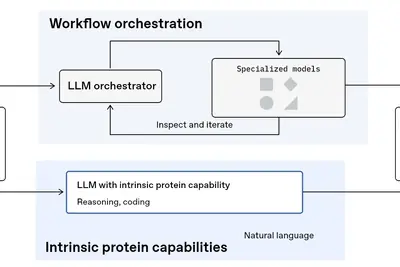 Workflow orchestration
LLM orchestrator
Specialized models
Inspect and iterate
LLM with intrinsic protein capability
Reasoning, coding
Natural language
Intrinsic protein capabilities